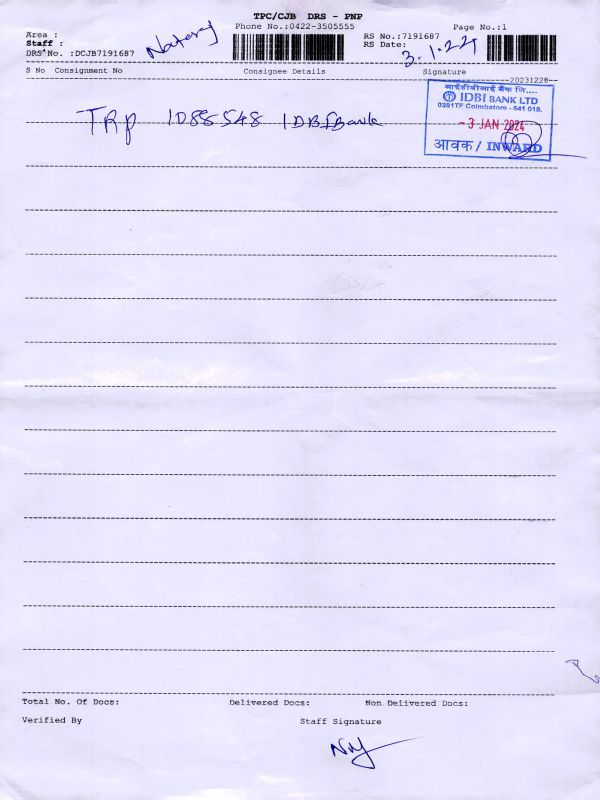 TPC/CJB DRS - PNP
Phone No.:0422-3505555
Page No.:1
Area :
Staff :
Nataraj
RS No.:7191687
RS Date:
3.1.24
DRS No. :DCJB7191687
S No Consignment No Consignee Details Signature
20231228
आईडीबीआई बैंक लि....
IDBI BANK LTD
0381TF Coimbatore - 641 018.
- 3 JAN 2024
आवक / INWARD
TRP 1088548 IDBI Bank
Total No. Of Docs: Delivered Docs: Non Delivered Docs:
Verified By Staff Signature